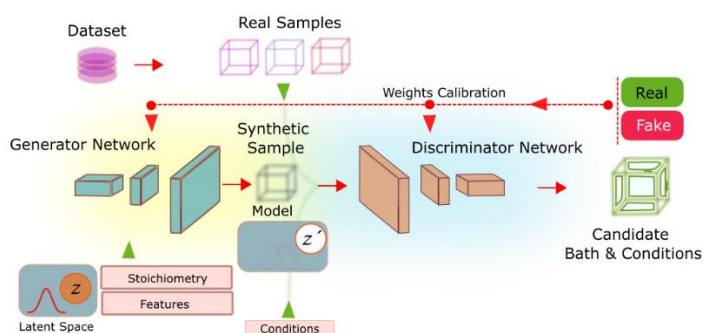 Dataset
Real Samples
Weights Calibration
Real
Fake
Generator Network
Synthetic
Sample
Discriminator Network
Model
z'
Candidate
Bath & Conditions
z
Stoichiometry
Features
Latent Space
Conditions